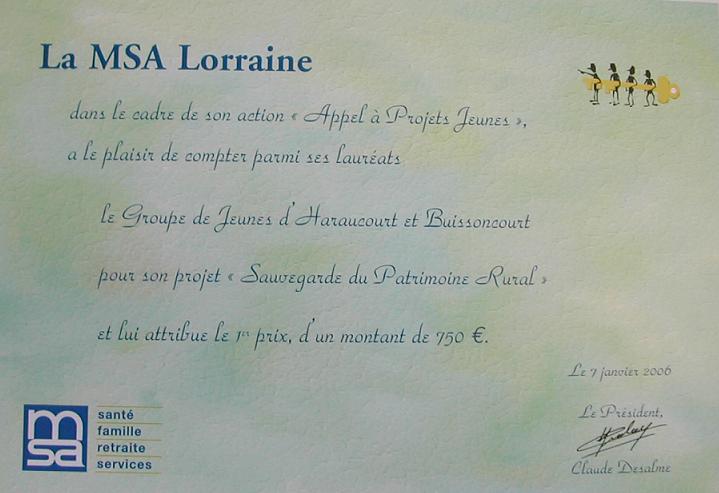 La MSA Lorraine
dans le cadre de son action « Appel à Projets Jeunes »,
a le plaisir de compter parmi ses lauréats
le Groupe de Jeunes d'Haraucourt et Buissoncourt
pour son projet « Sauvegarde du Patrimoine Rural »
et lui attribue le 1er prix, d'un montant de 750 €.
Le 7 janvier 2006
Le Président,
Claude Desalme
msa
santé
famille
retraite
services